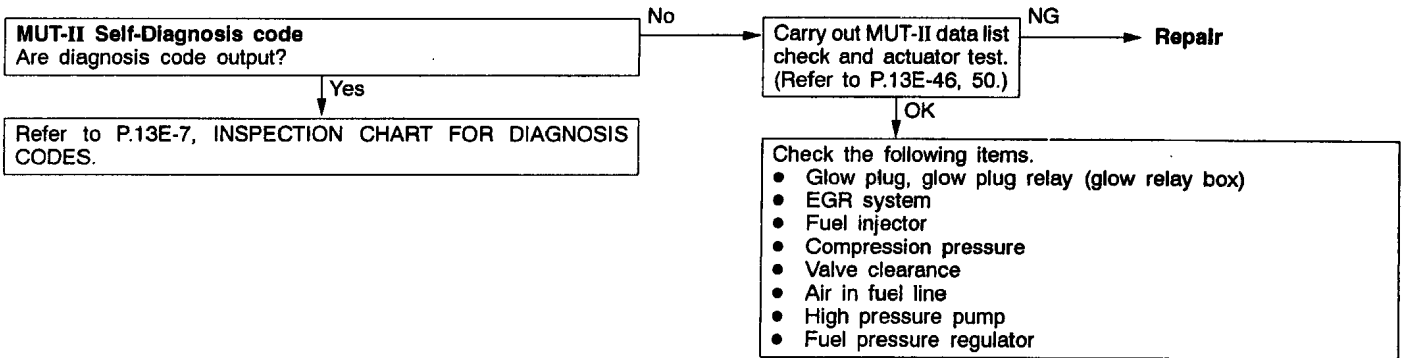 MUT-II Self-Diagnosis code
Are diagnosis code output?
No
Carry out MUT-II data list
check and actuator test.
(Refer to P.13E-46, 50.)
NG
Repair
Yes
OK
Refer to P.13E-7, INSPECTION CHART FOR DIAGNOSIS
CODES.
Check the following items.
● Glow plug, glow plug relay (glow relay box)
● EGR system
● Fuel injector
● Compression pressure
● Valve clearance
● Air in fuel line
● High pressure pump
● Fuel pressure regulator